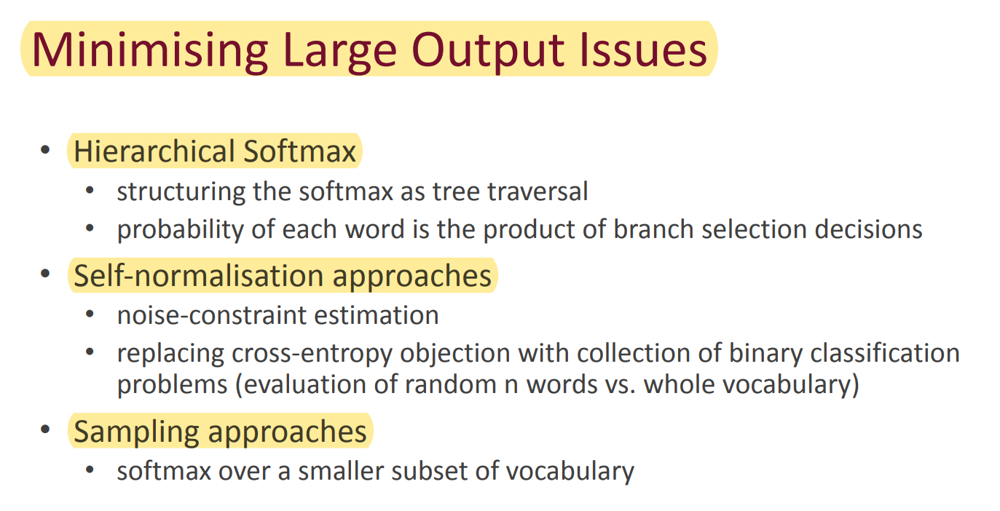 Minimising Large Output Issues
• Hierarchical Softmax
• structuring the softmax as tree traversal
• probability of each word is the product of branch selection decisions
• Self-normalisation approaches
• noise-constraint estimation
• replacing cross-entropy objection with collection of binary classification
problems (evaluation of random n words vs. whole vocabulary)
• Sampling approaches
• softmax over a smaller subset of vocabulary